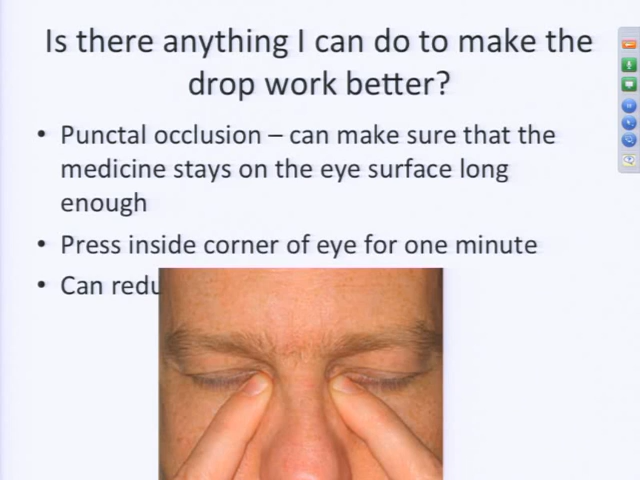 Is there anything I can do to make the
drop work better?
• Punctal occlusion – can make sure that the
medicine stays on the eye surface long
enough
• Press inside corner of eye for one minute
• Can redu